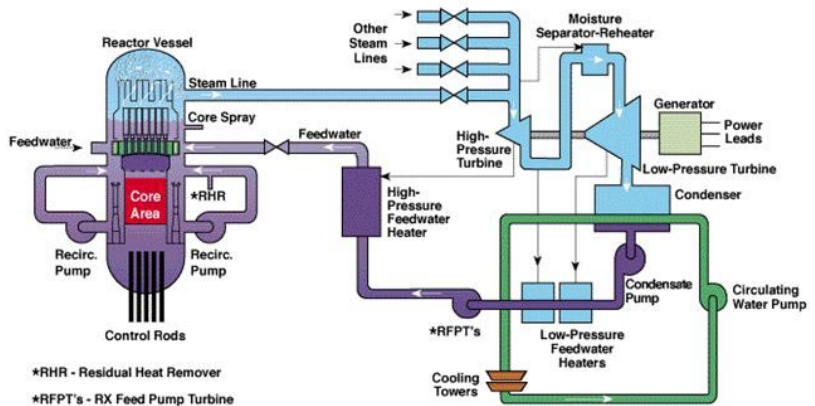 Reactor Vessel
Other
Steam
Lines
Moisture
Separator-Reheater
Steam Line
Core Spray
Feedwater
Feedwater
High-
Pressure
Turbine
Generator
Power
Leads
Low-Pressure Turbine
Condenser
*RHR
Core
Area
High-
Pressure
Feedwater
Heater
Recirc.
Pump
Recirc.
Pump
Condensate
Pump
Circulating
Water Pump
*RFPT's
Low-Pressure
Feedwater
Heaters
Control Rods
Cooling
Towers
*RHR - Residual Heat Remover
*RFPT's - RX Feed Pump Turbine